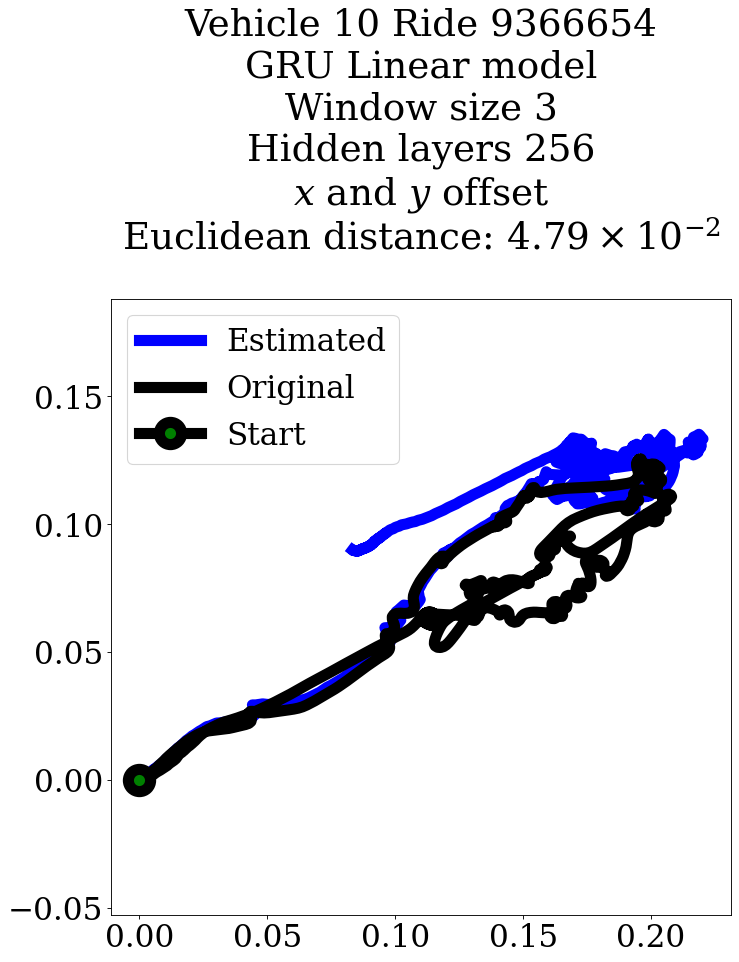 Vehicle 10 Ride 9366654
GRU Linear model
Window size 3
Hidden layers 256
x and y offset
Euclidean distance: 4.79 × 10⁻²
Estimated
Original
Start
0.15
0.10
0.05
0.00
−0.05
0.00 0.05 0.10 0.15 0.20